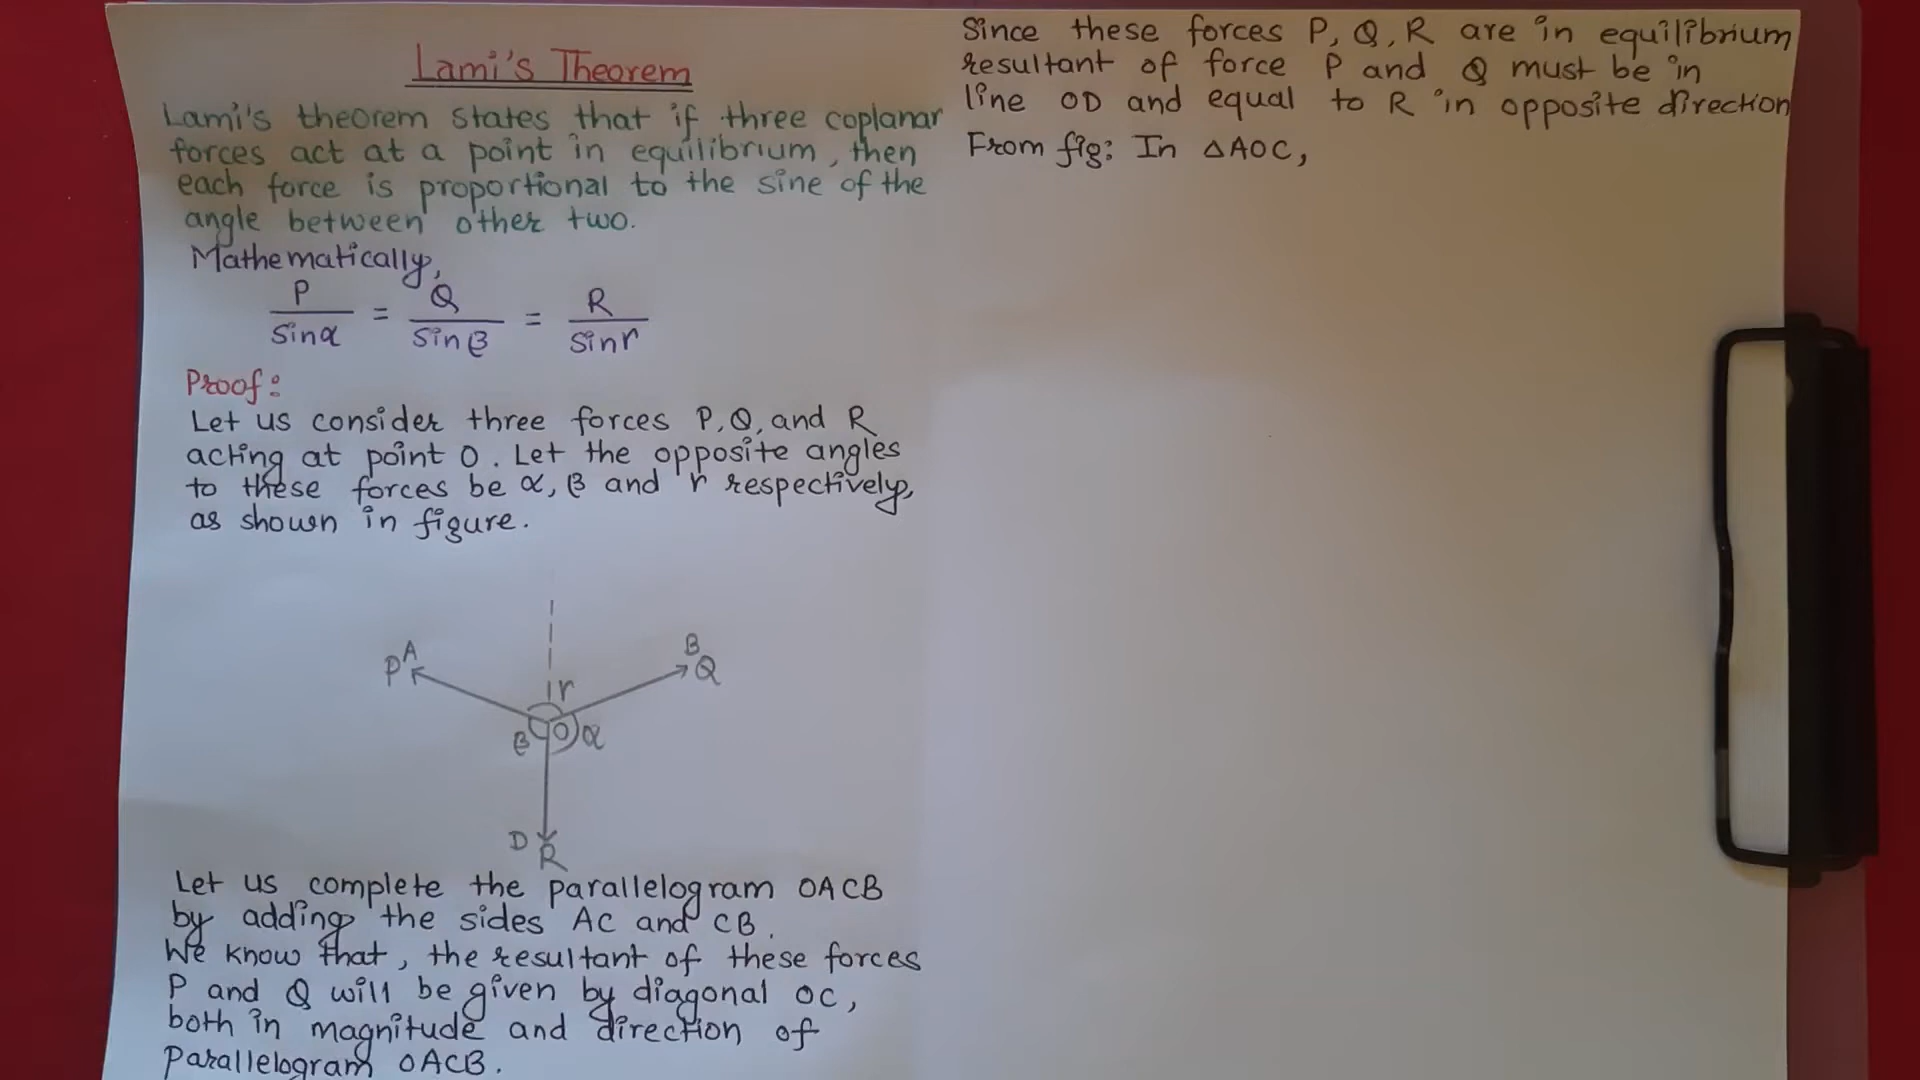 Lami's Theorem
Lami's theorem states that if three coplanar
forces act at a point in equilibrium, then
each force is proportional to the sine of the
angle between other two.
Mathematically,
P/sinα = Q/sinβ = R/sinr
Proof:
Let us consider three forces P, Q, and R
acting at point O. Let the opposite angles
to these forces be α, β and r respectively,
as shown in figure.
P A
B Q
r
β O α
D R
Let us complete the parallelogram OACB
by adding the sides AC and CB.
We know that, the resultant of these forces
P and Q will be given by diagonal OC,
both in magnitude and direction of
parallelogram OACB.
Since these forces P, Q, R are in equilibrium
resultant of force P and Q must be in
line OD and equal to R in opposite direction
From fig: In ΔAOC,